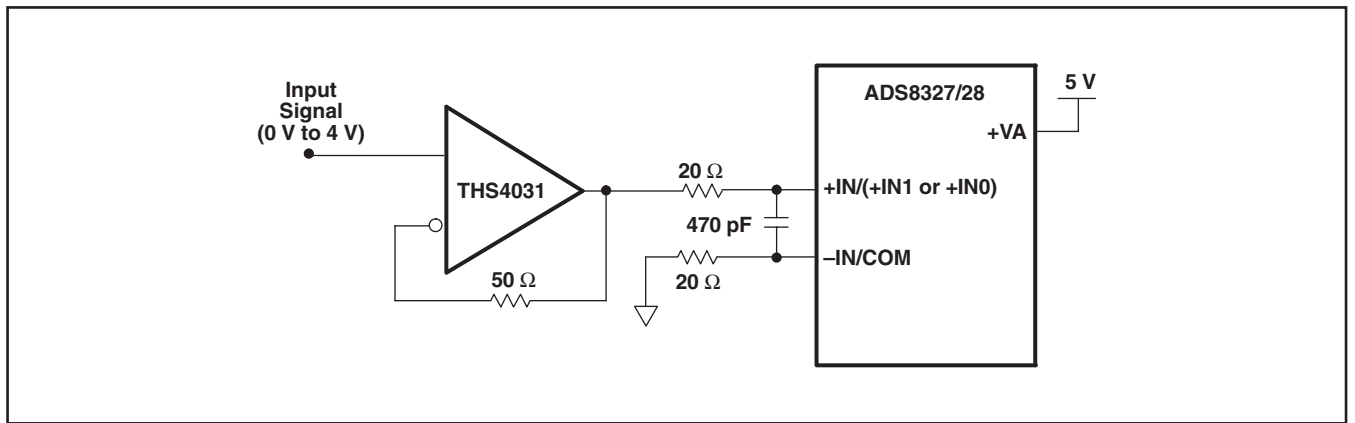 Input
Signal
(0 V to 4 V)
THS4031
50 Ω
20 Ω
470 pF
20 Ω
ADS8327/28
5 V
+VA
+IN/(+IN1 or +IN0)
–IN/COM